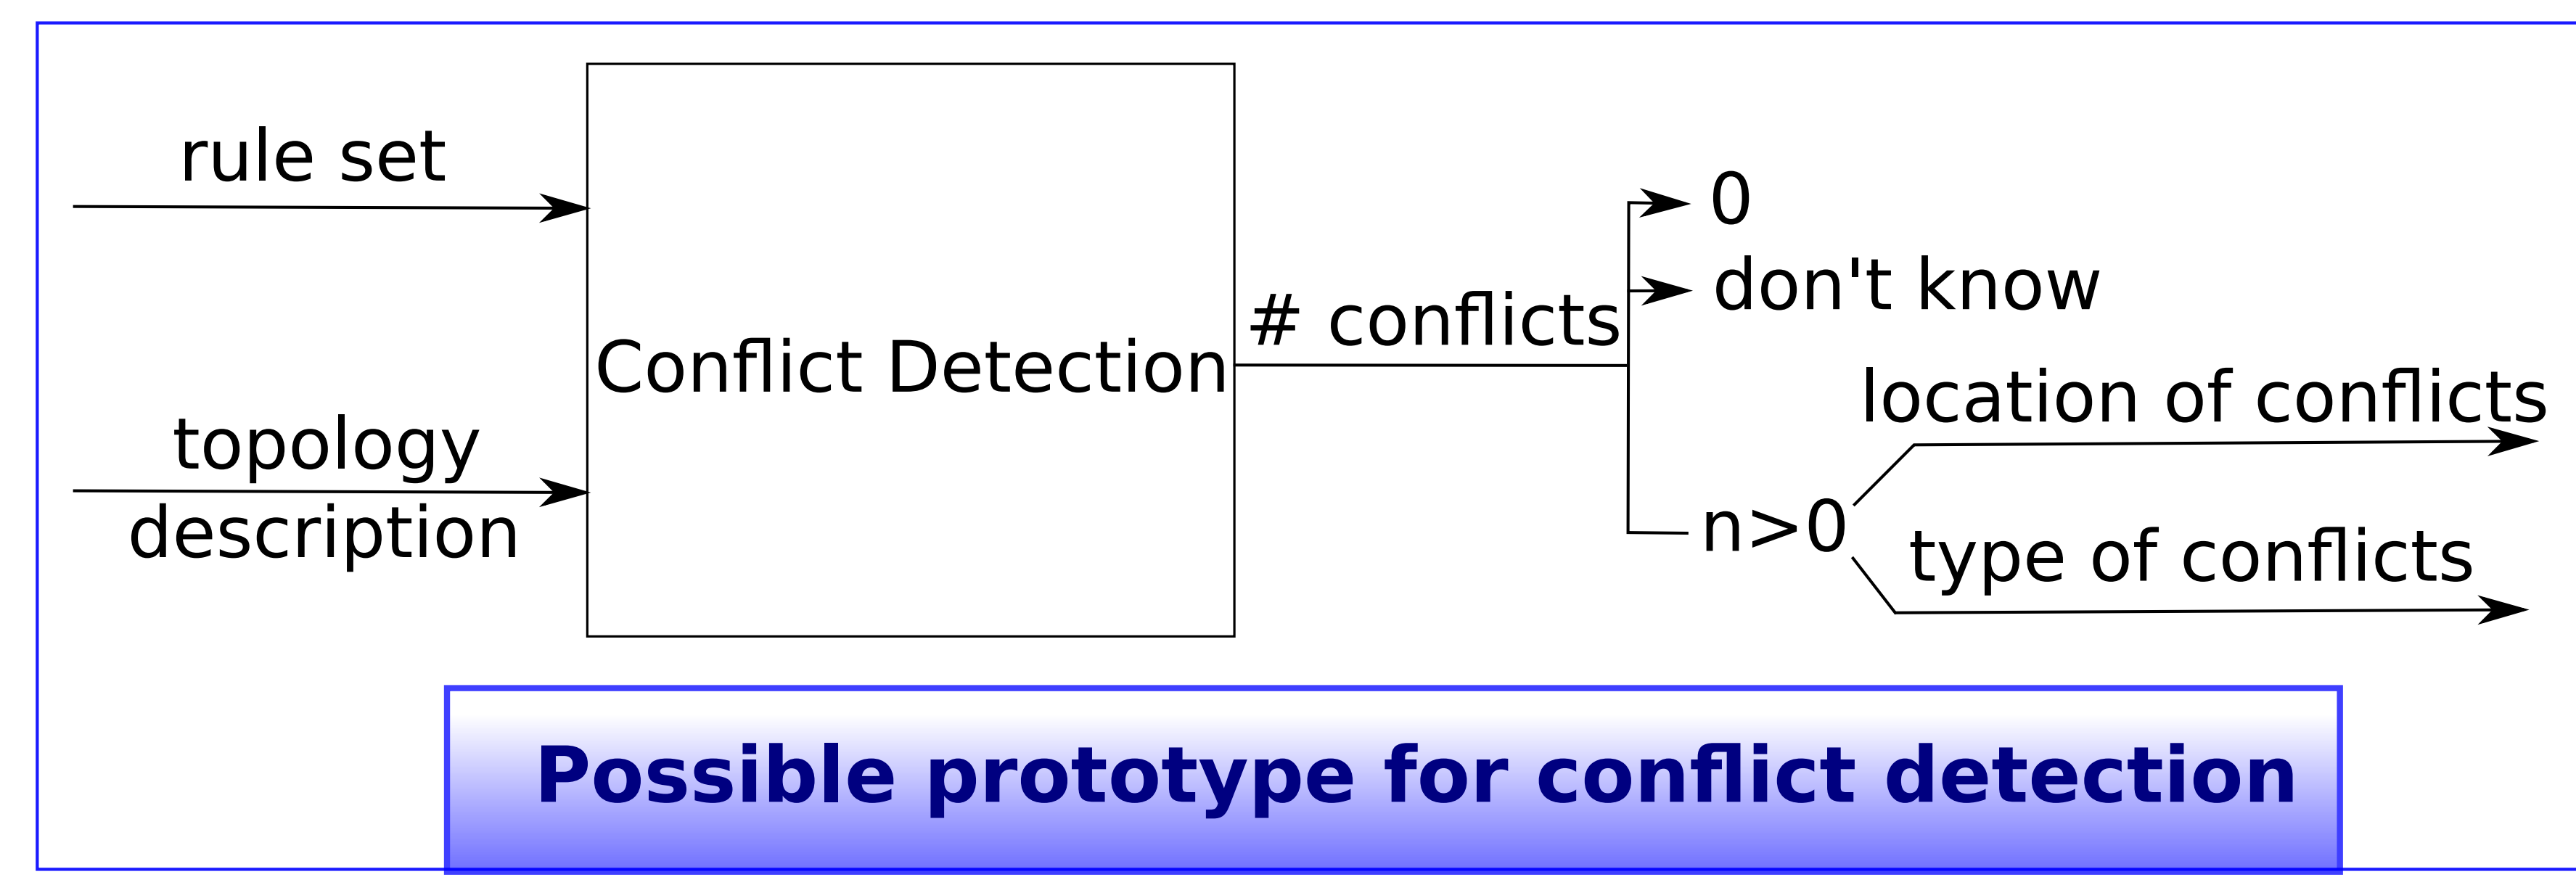 rule set
topology
description
Conflict Detection
# conflicts
0
don't know
n>0
location of conflicts
type of conflicts
Possible prototype for conflict detection